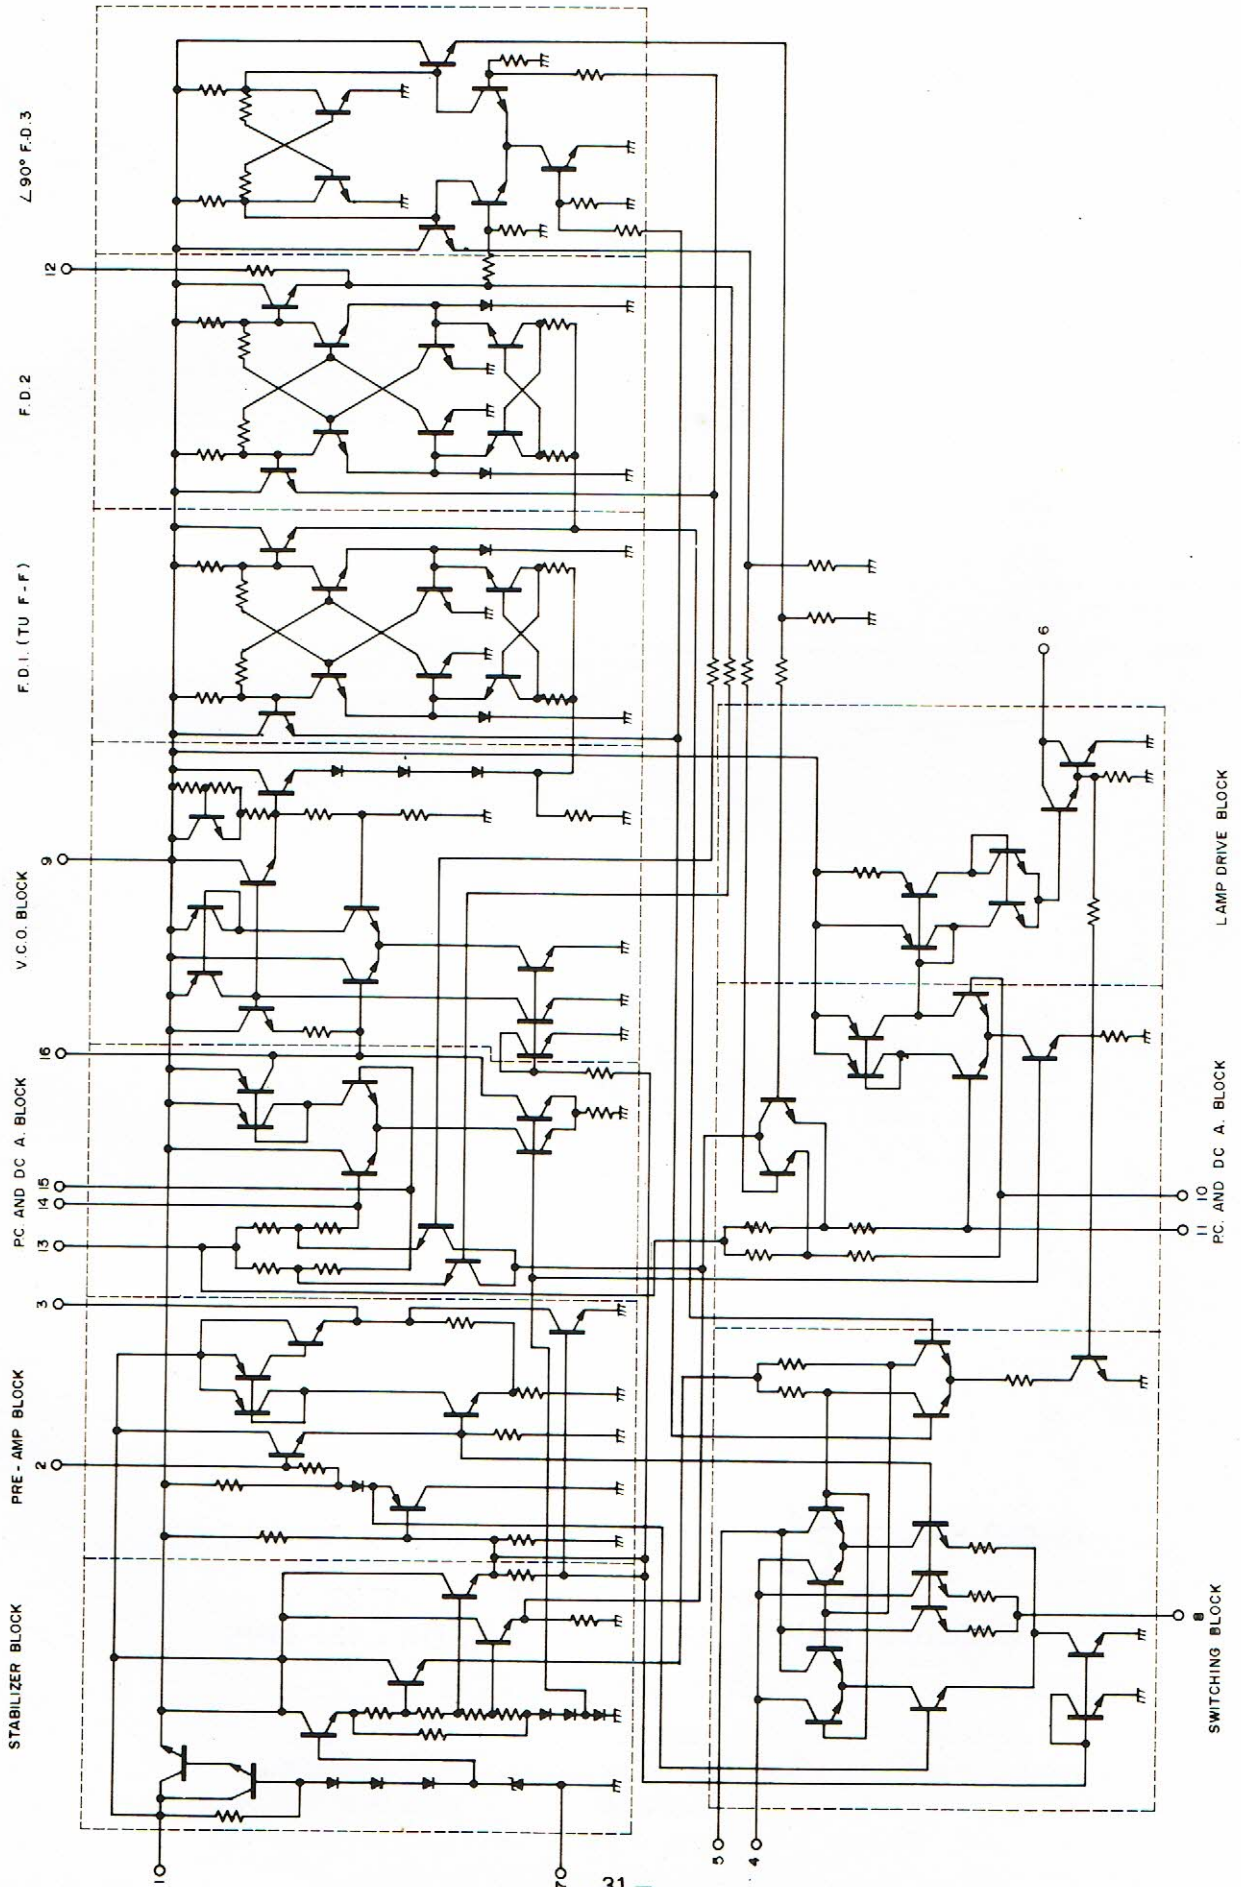 ∠90° F.D.3
12
F.D.2
F.D.1.(TU F-F)
6
9
V.C.O. BLOCK
LAMP DRIVE BLOCK
16
P.C. AND DC A. BLOCK
15
14
13
10
11
P.C. AND DC A. BLOCK
3
PRE-AMP BLOCK
2
STABILIZER BLOCK
8
SWITCHING BLOCK
1
7
5
4
31